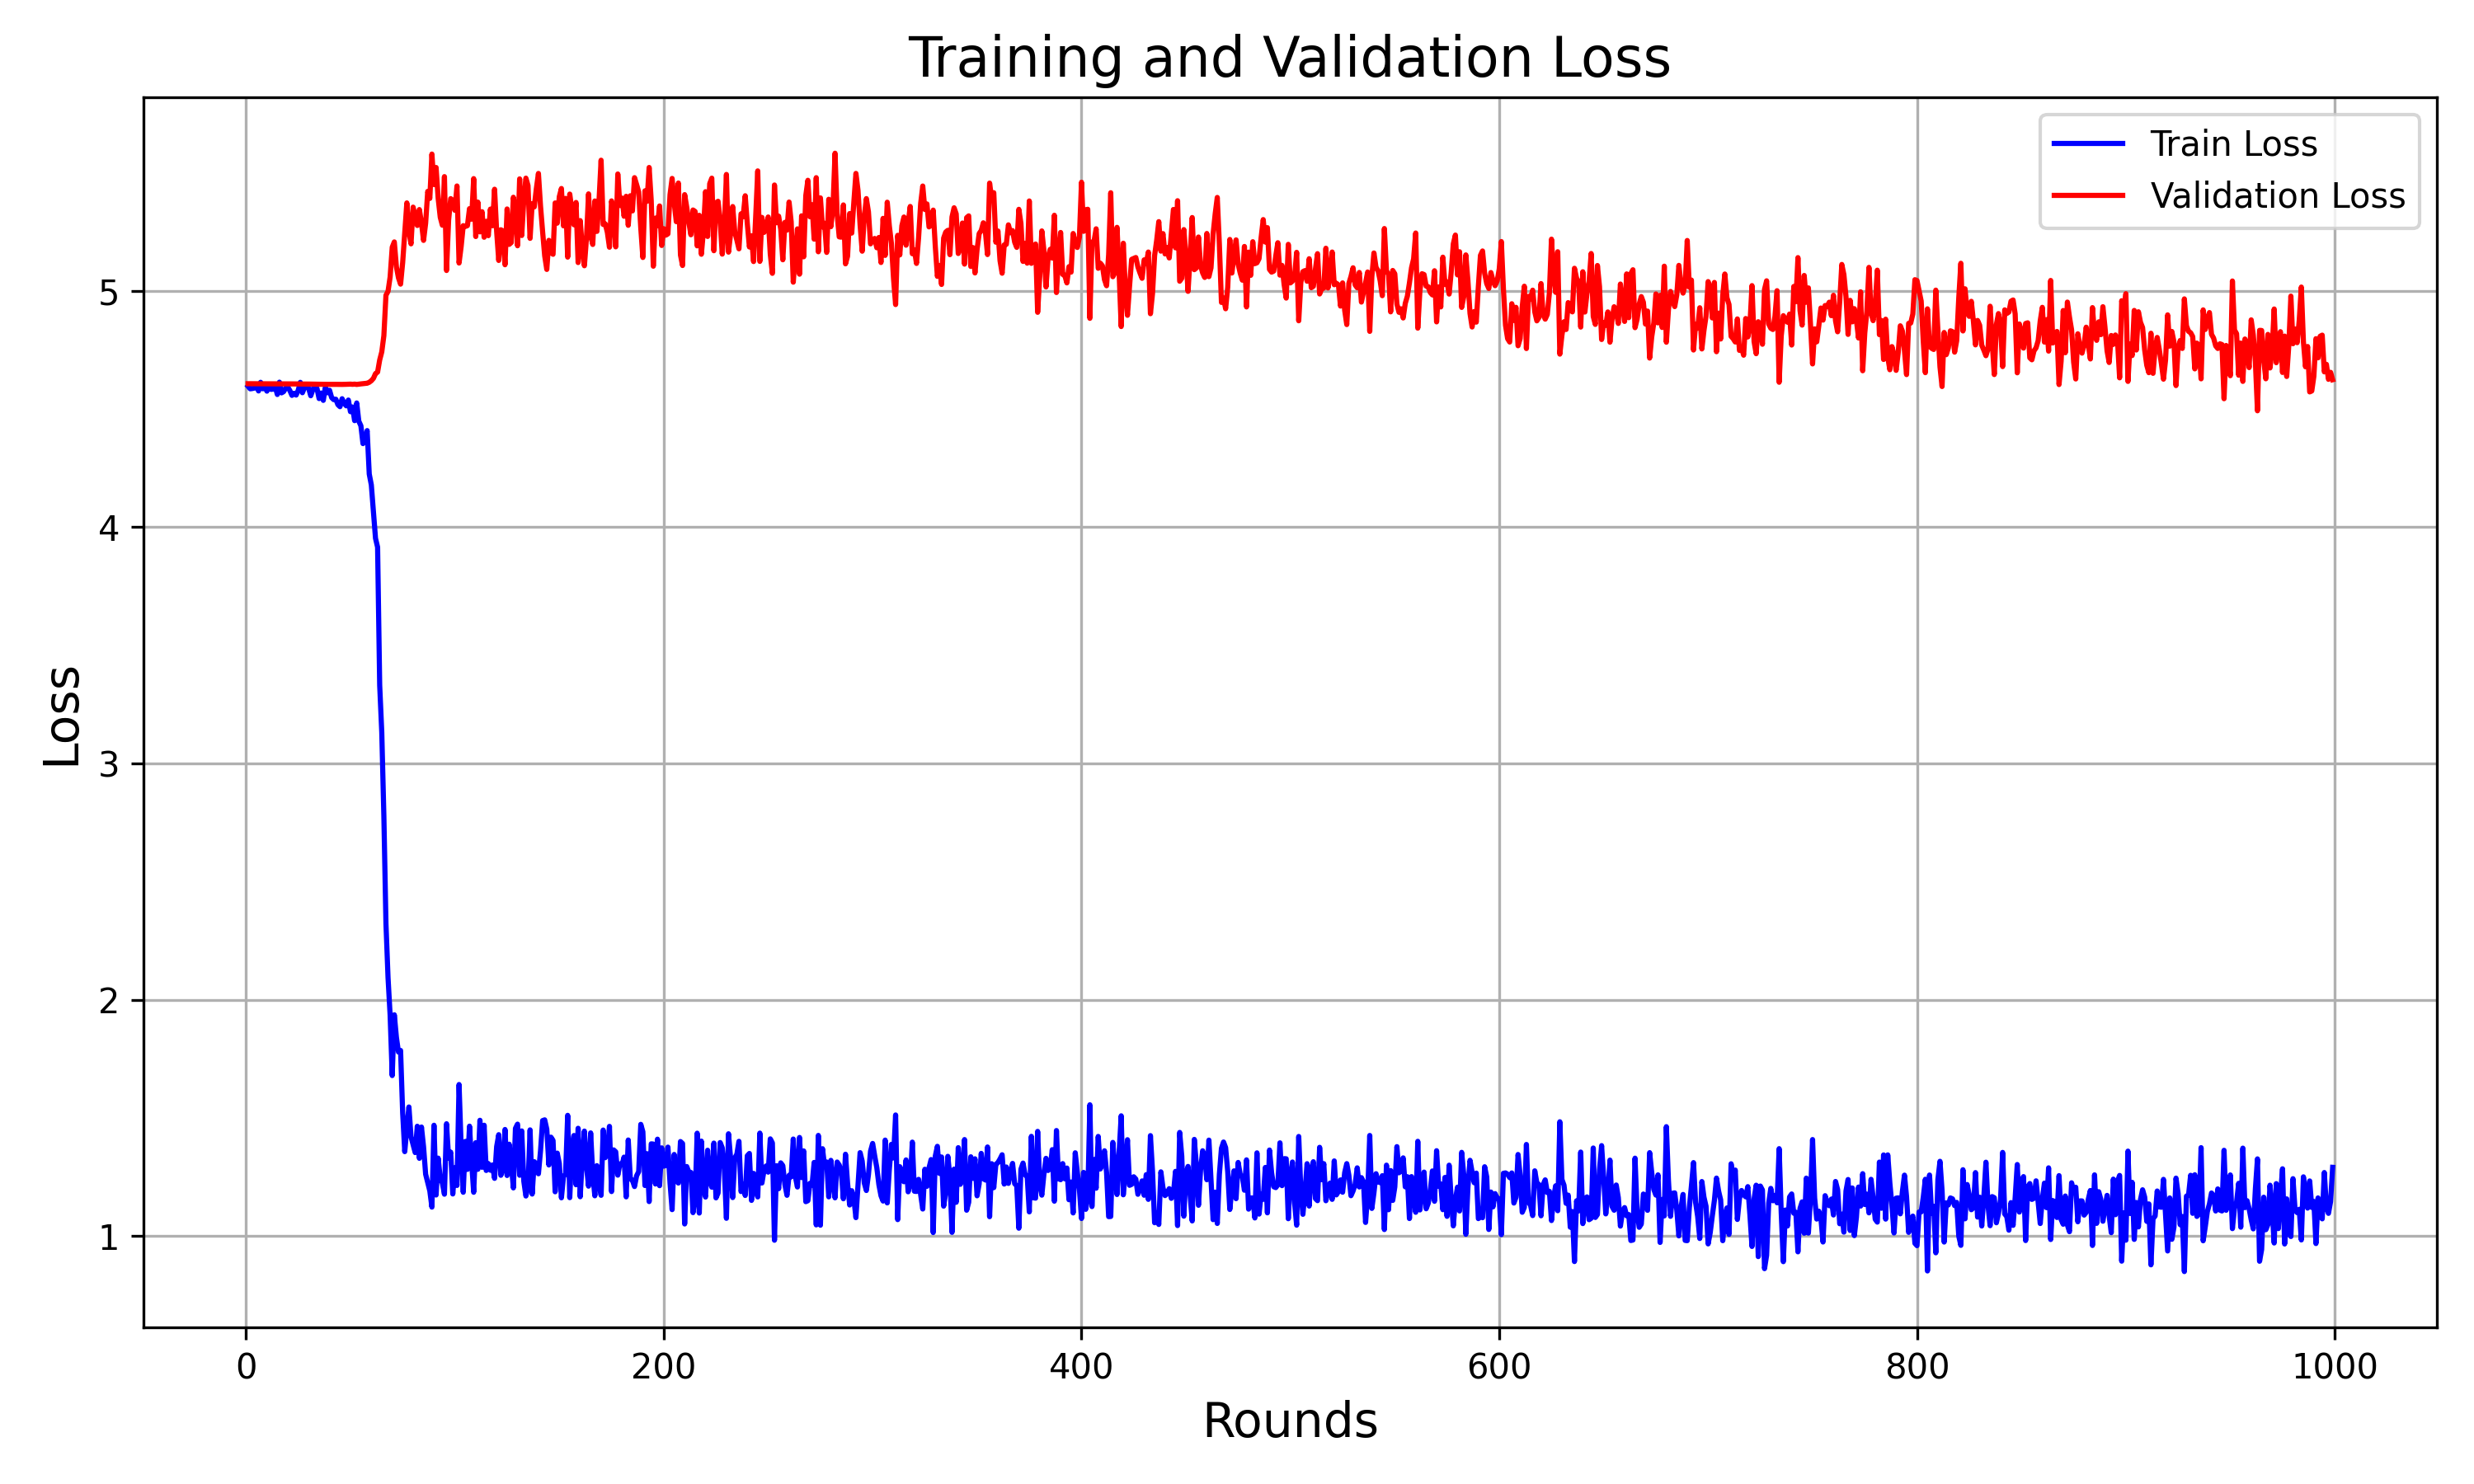 Training and Validation Loss
Train Loss
Validation Loss
5
4
3
2
1
Loss
0 200 400 600 800 1000
Rounds